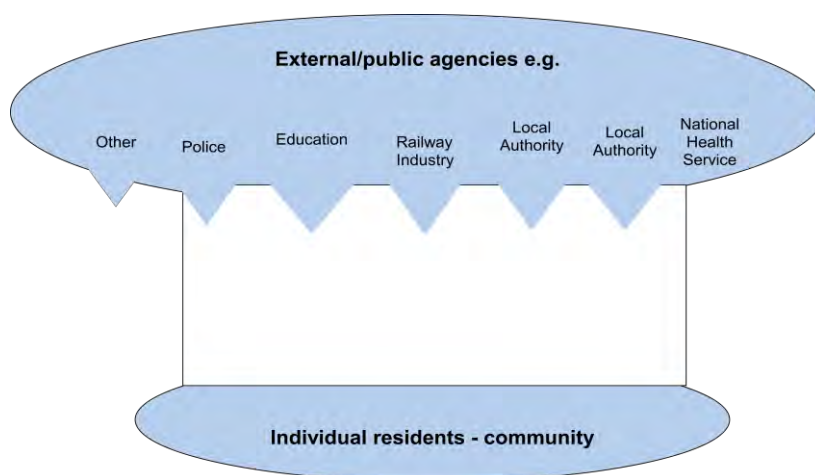 External/public agencies e.g.
Other
Police
Education
Railway
Industry
Local
Authority
Local
Authority
National
Health
Service
Individual residents - community